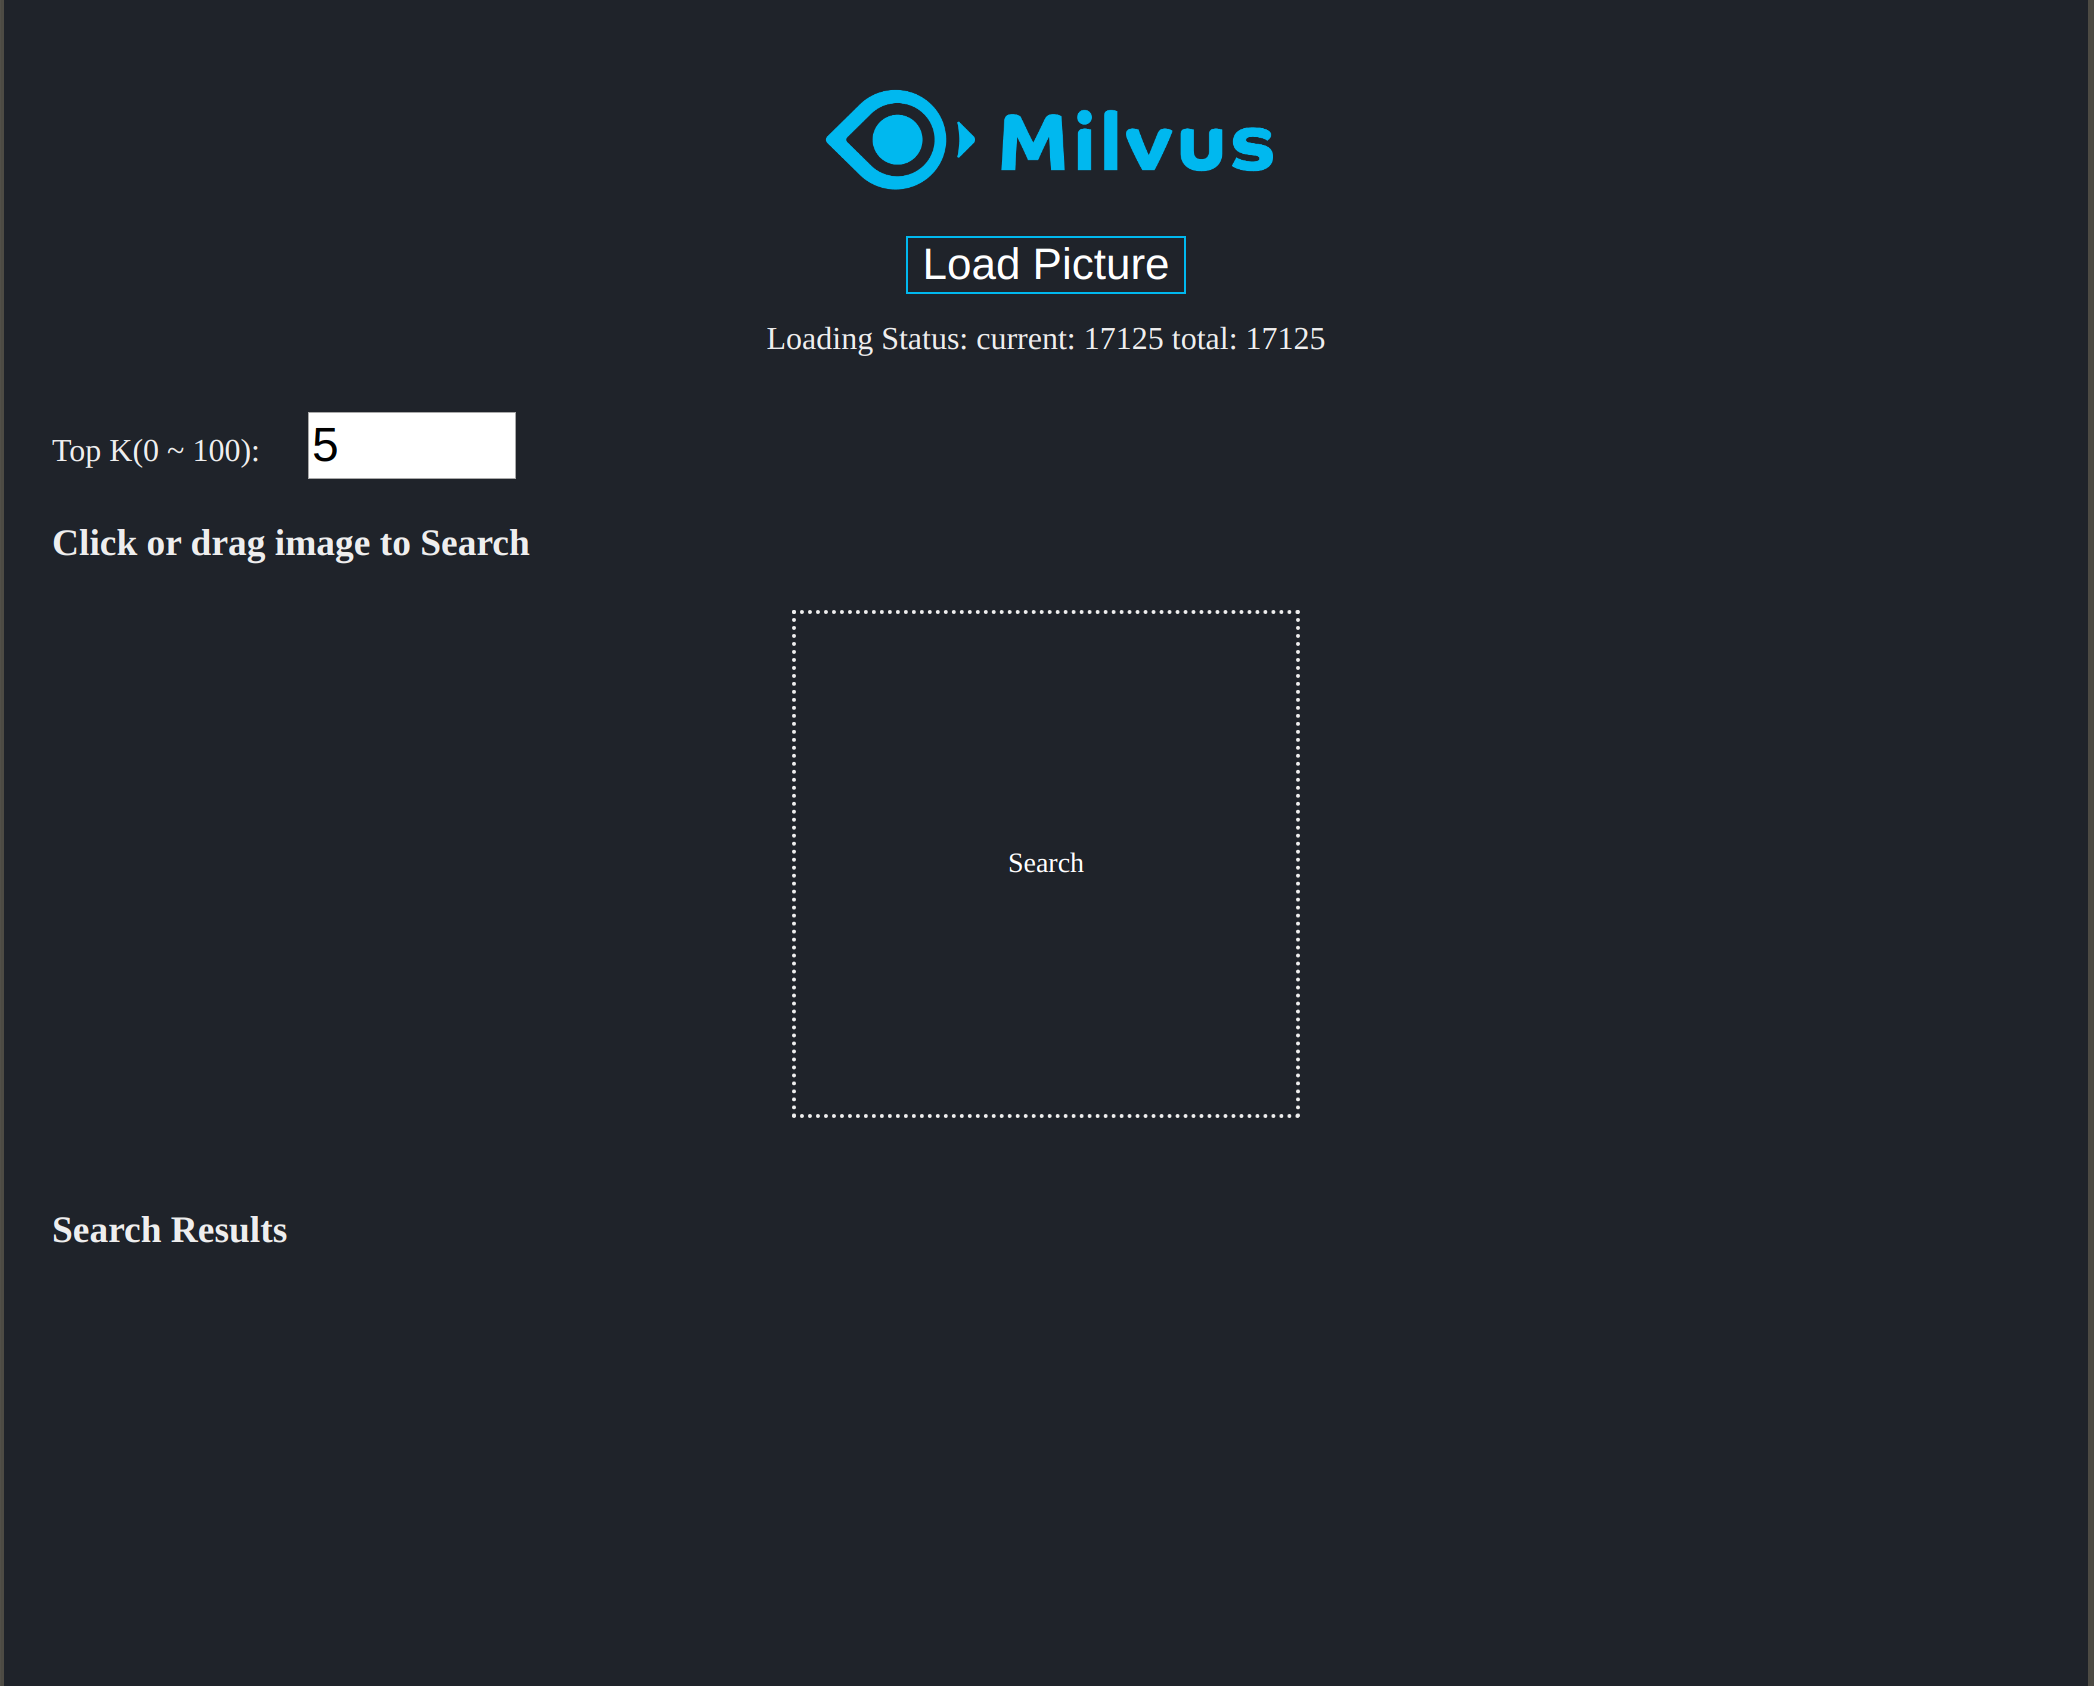 Milvus
Load Picture
Loading Status: current: 17125 total: 17125
Top K(0 ~ 100): 5
Click or drag image to Search
Search
Search Results